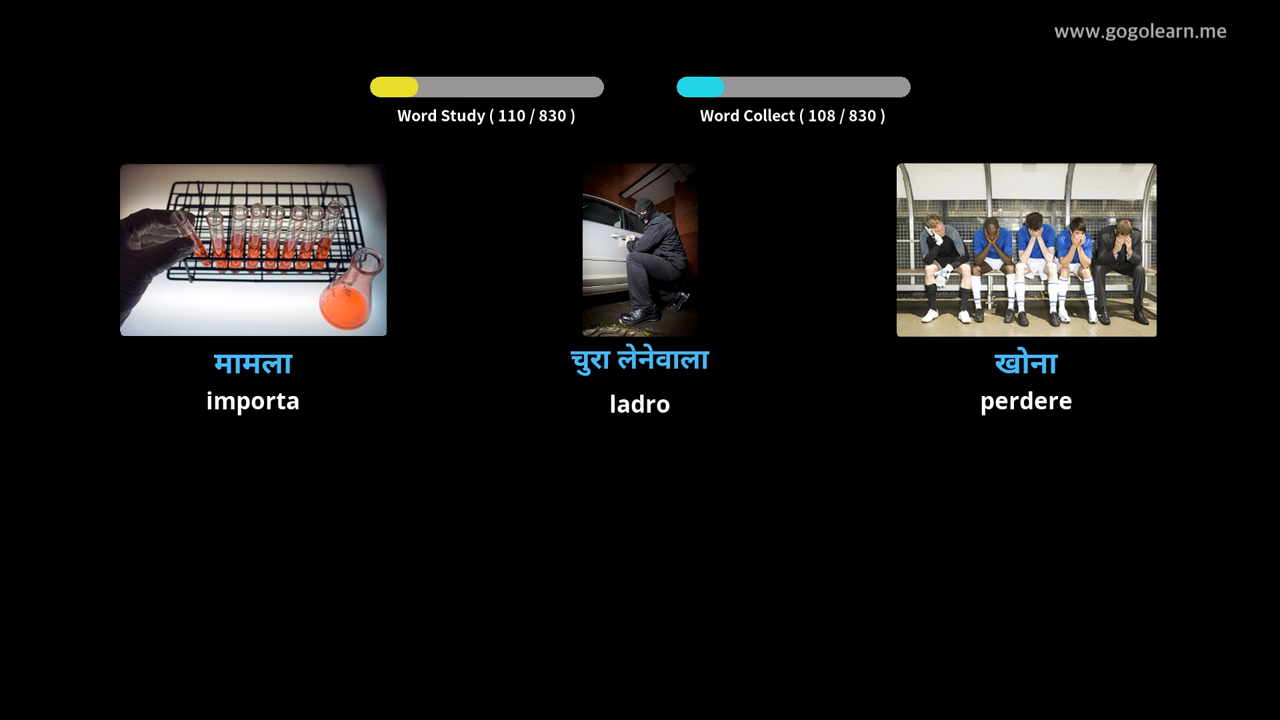 www.gogolearn.me
Word Study ( 110 / 830 )
Word Collect ( 108 / 830 )
मामला
चुरा लेनेवाला
खोना
importa
ladro
perdere